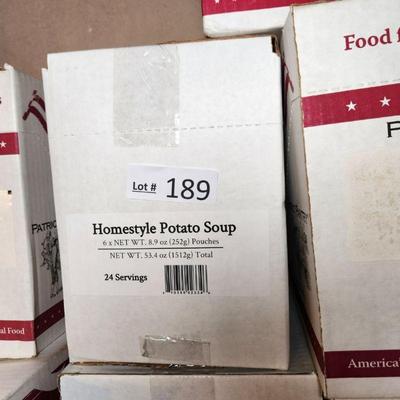 Food f
Lot # 189
Homestyle Potato Soup
6 x NET WT. 8.9 oz (252g) Pouches
NET WT. 53.4 oz (1512g) Total
24 Servings
PATRIO
al Food
P
America'